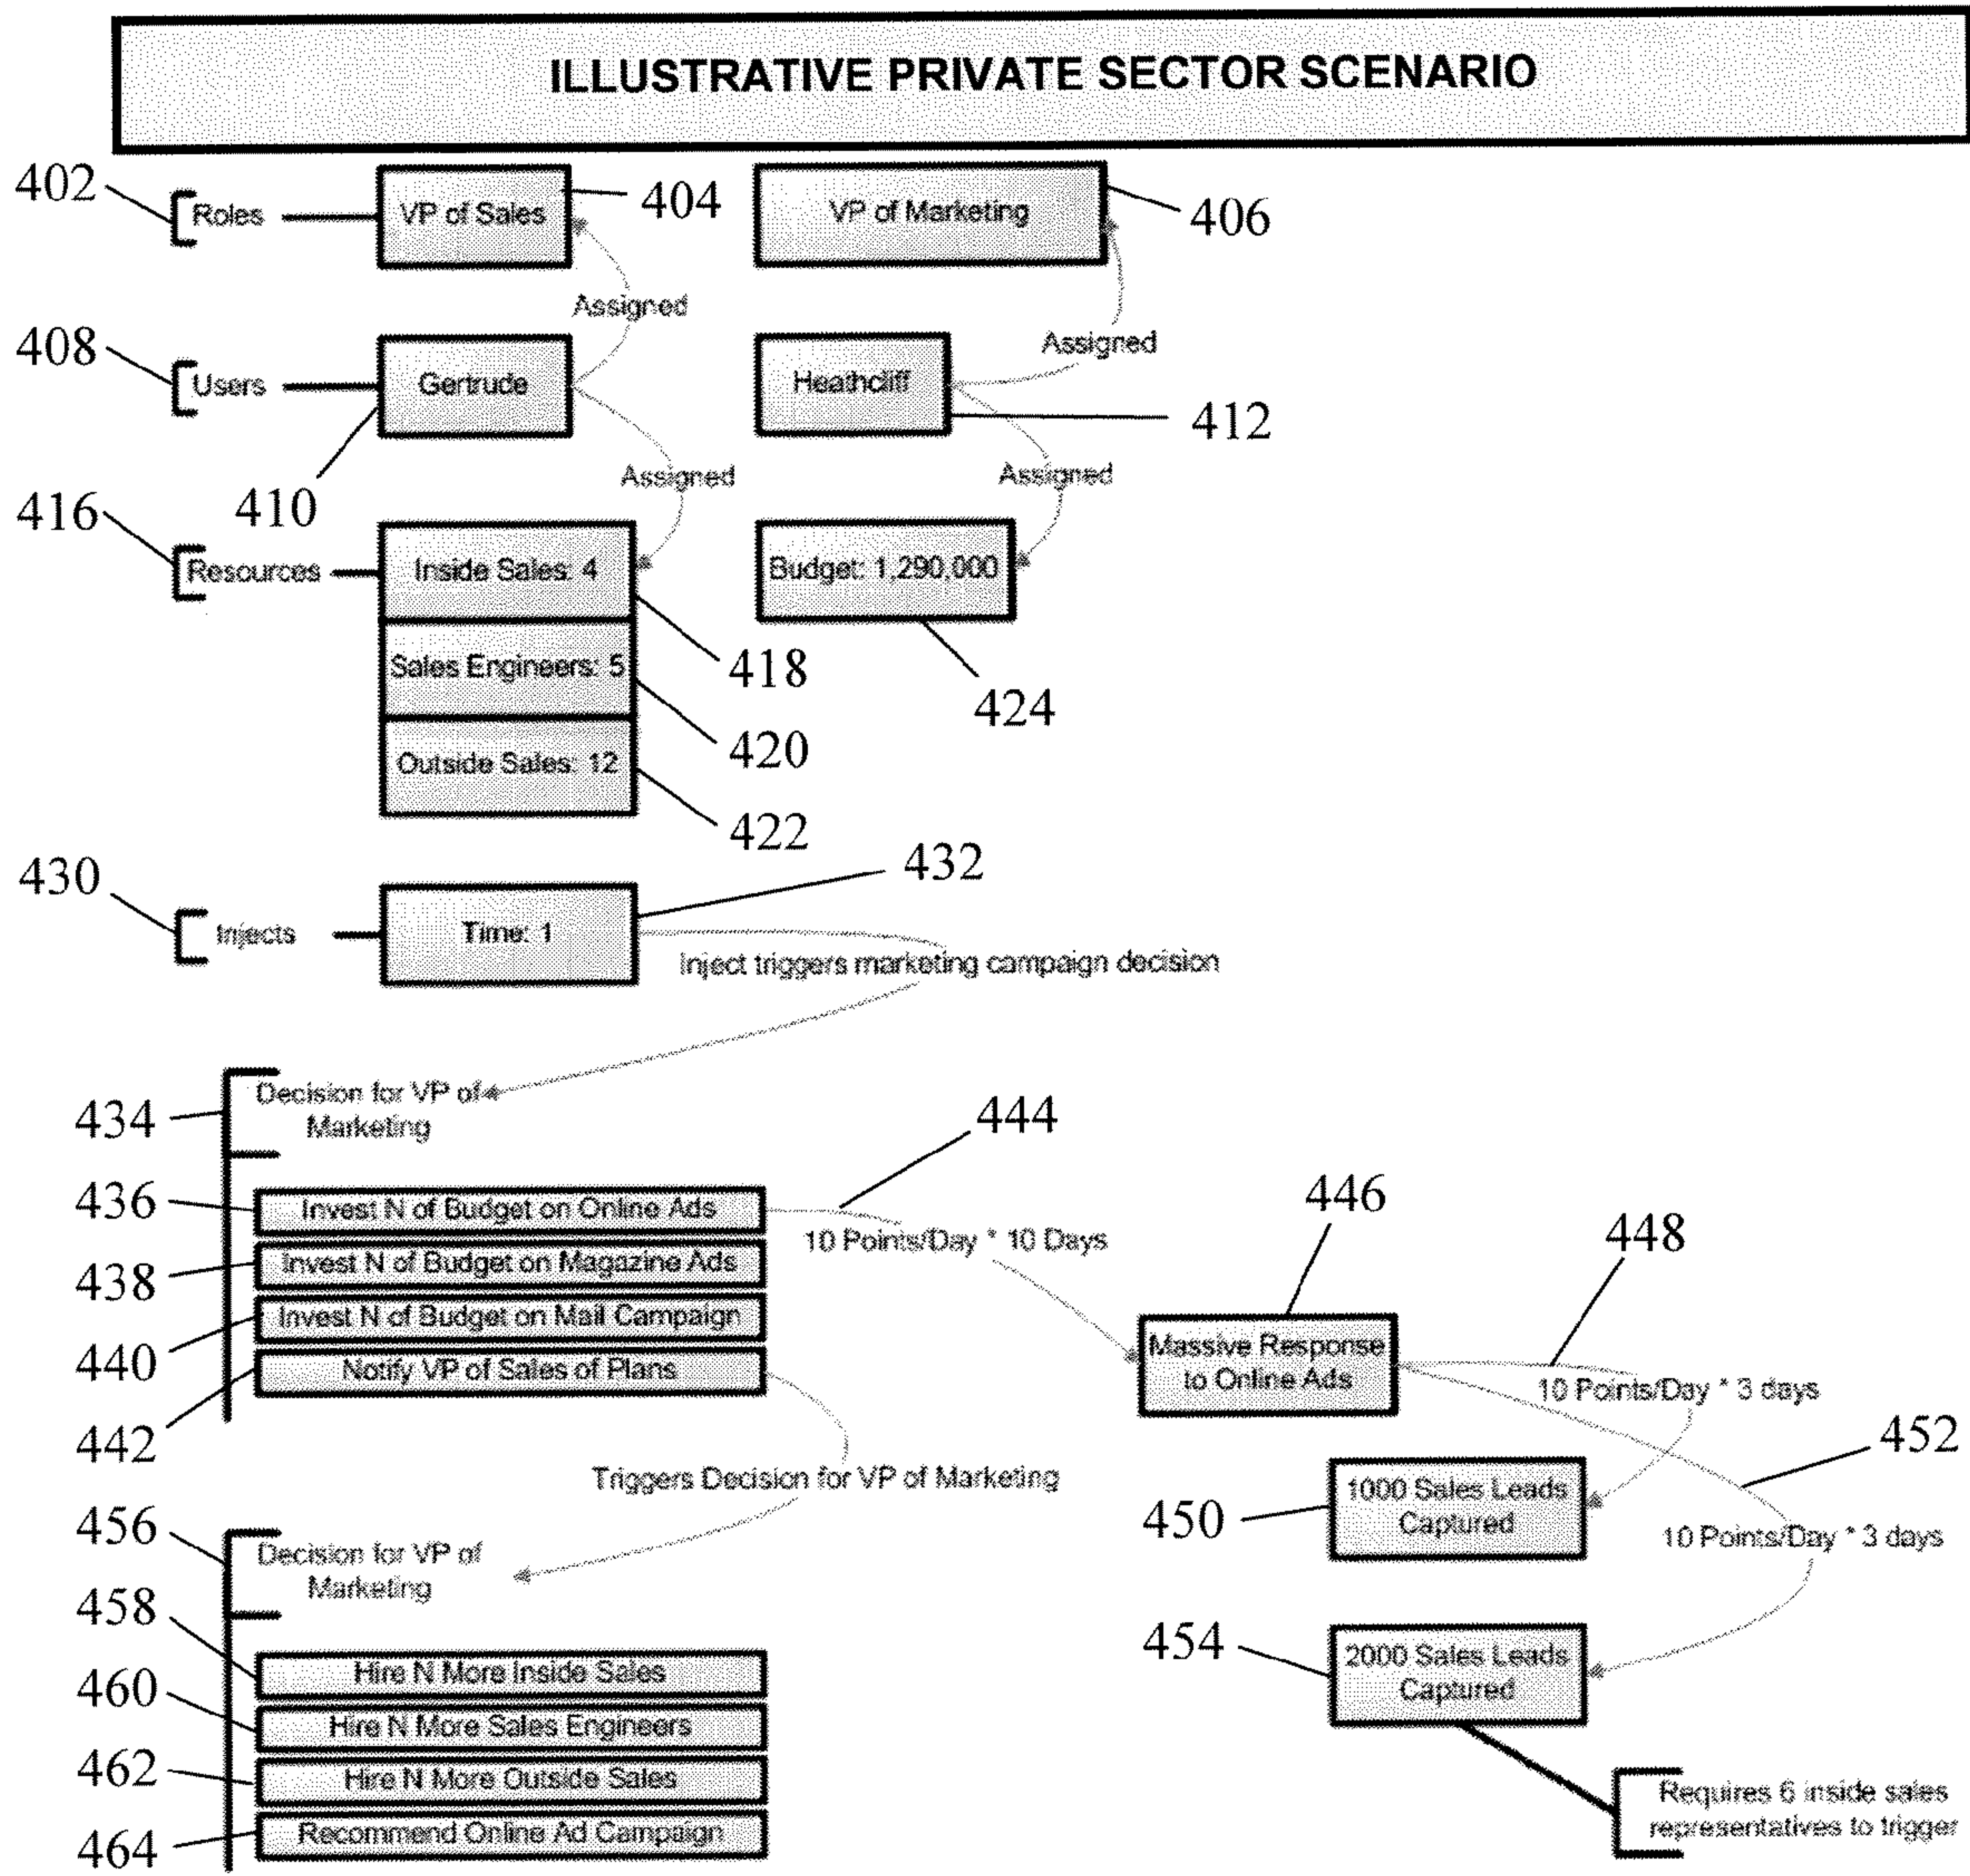 ILLUSTRATIVE PRIVATE SECTOR SCENARIO
402
Roles
VP of Sales
404
VP of Marketing
406
Assigned
Assigned
408
Users
Gertrude
Heathcliff
412
410
Assigned
Assigned
416
Resources
Inside Sales: 4
Budget: 1,290,000
418
Sales Engineers: 5
424
420
Outside Sales: 12
422
430
Injects
Time: 1
432
Inject triggers marketing campaign decision
434
Decision for VP of
Marketing
444
436
Invest N of Budget on Online Ads
10 Points/Day * 10 Days
446
448
438
Invest N of Budget on Magazine Ads
440
Invest N of Budget on Mail Campaign
442
Notify VP of Sales of Plans
Massive Response
to Online Ads
10 Points/Day * 3 days
452
Triggers Decision for VP of Marketing
450
1000 Sales Leads
Captured
10 Points/Day * 3 days
456
Decision for VP of
Marketing
458
Hire N More Inside Sales
454
2000 Sales Leads
Captured
460
Hire N More Sales Engineers
462
Hire N More Outside Sales
464
Recommend Online Ad Campaign
Requires 6 inside sales
representatives to trigger